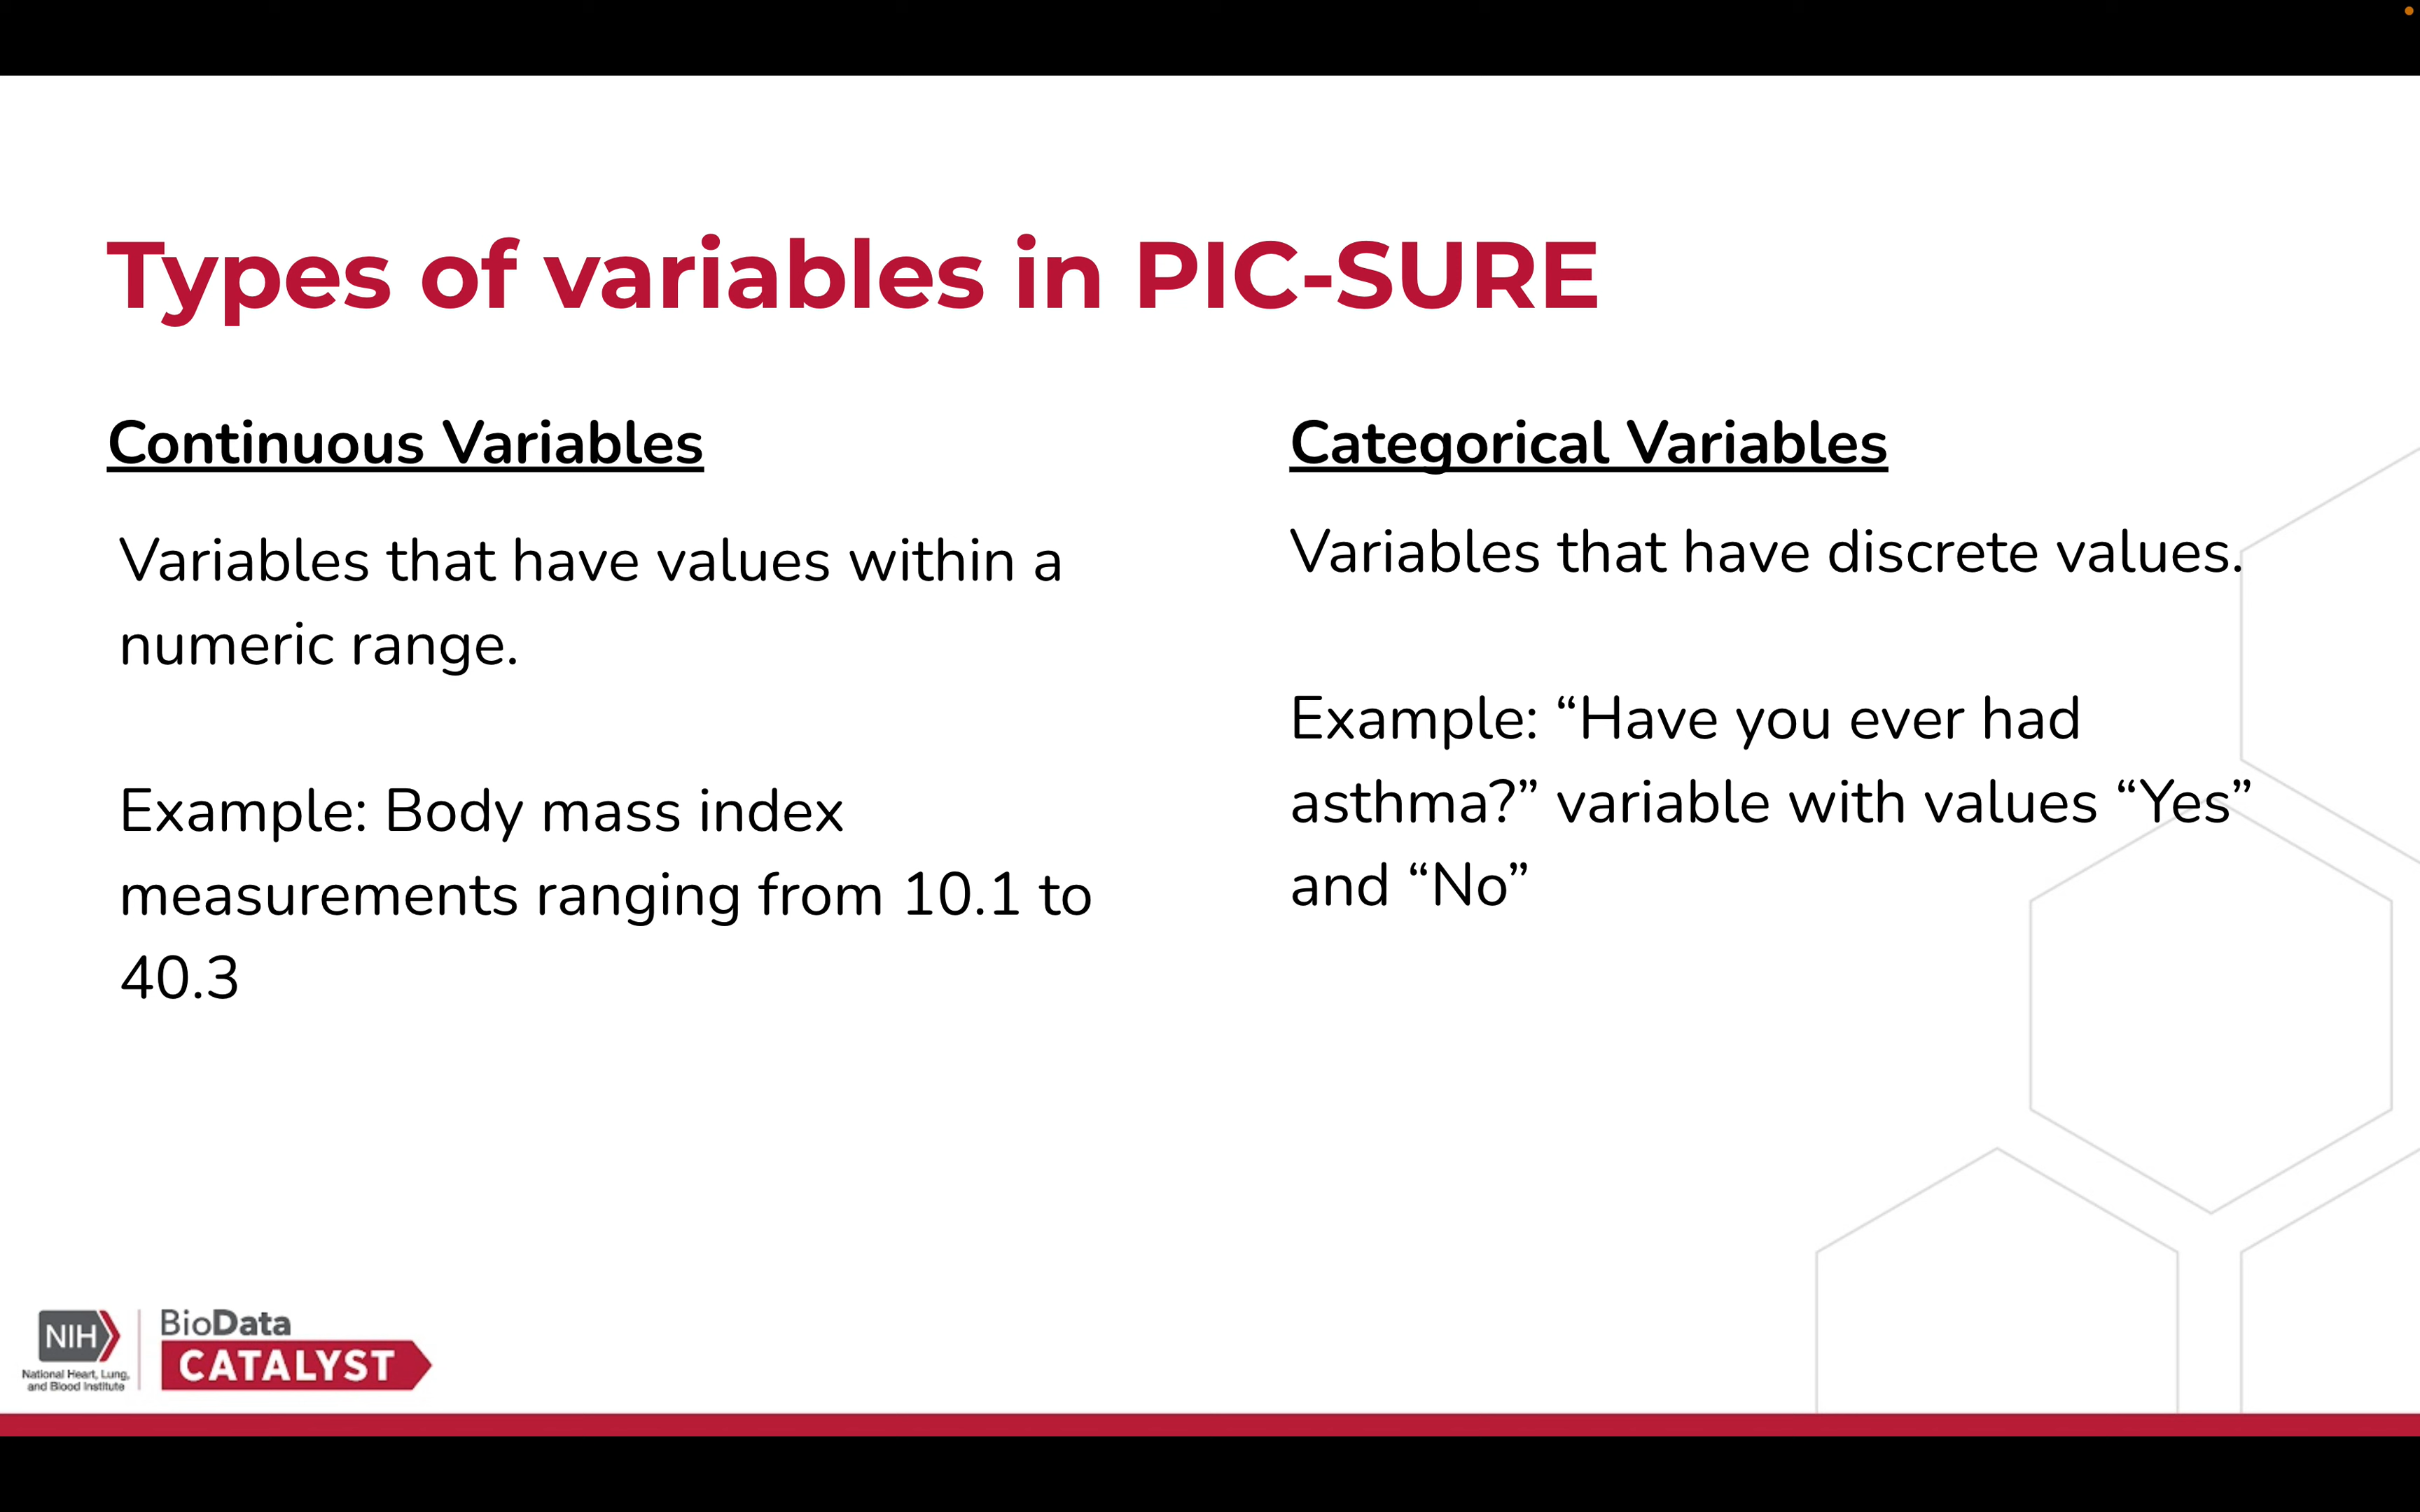 Types of variables in PIC-SURE
Continuous Variables
Variables that have values within a
numeric range.
Example: Body mass index
measurements ranging from 10.1 to
40.3
Categorical Variables
Variables that have discrete values.
Example: “Have you ever had
asthma?” variable with values “Yes”
and “No”
NIH
National Heart, Lung,
and Blood Institute
BioData
CATALYST